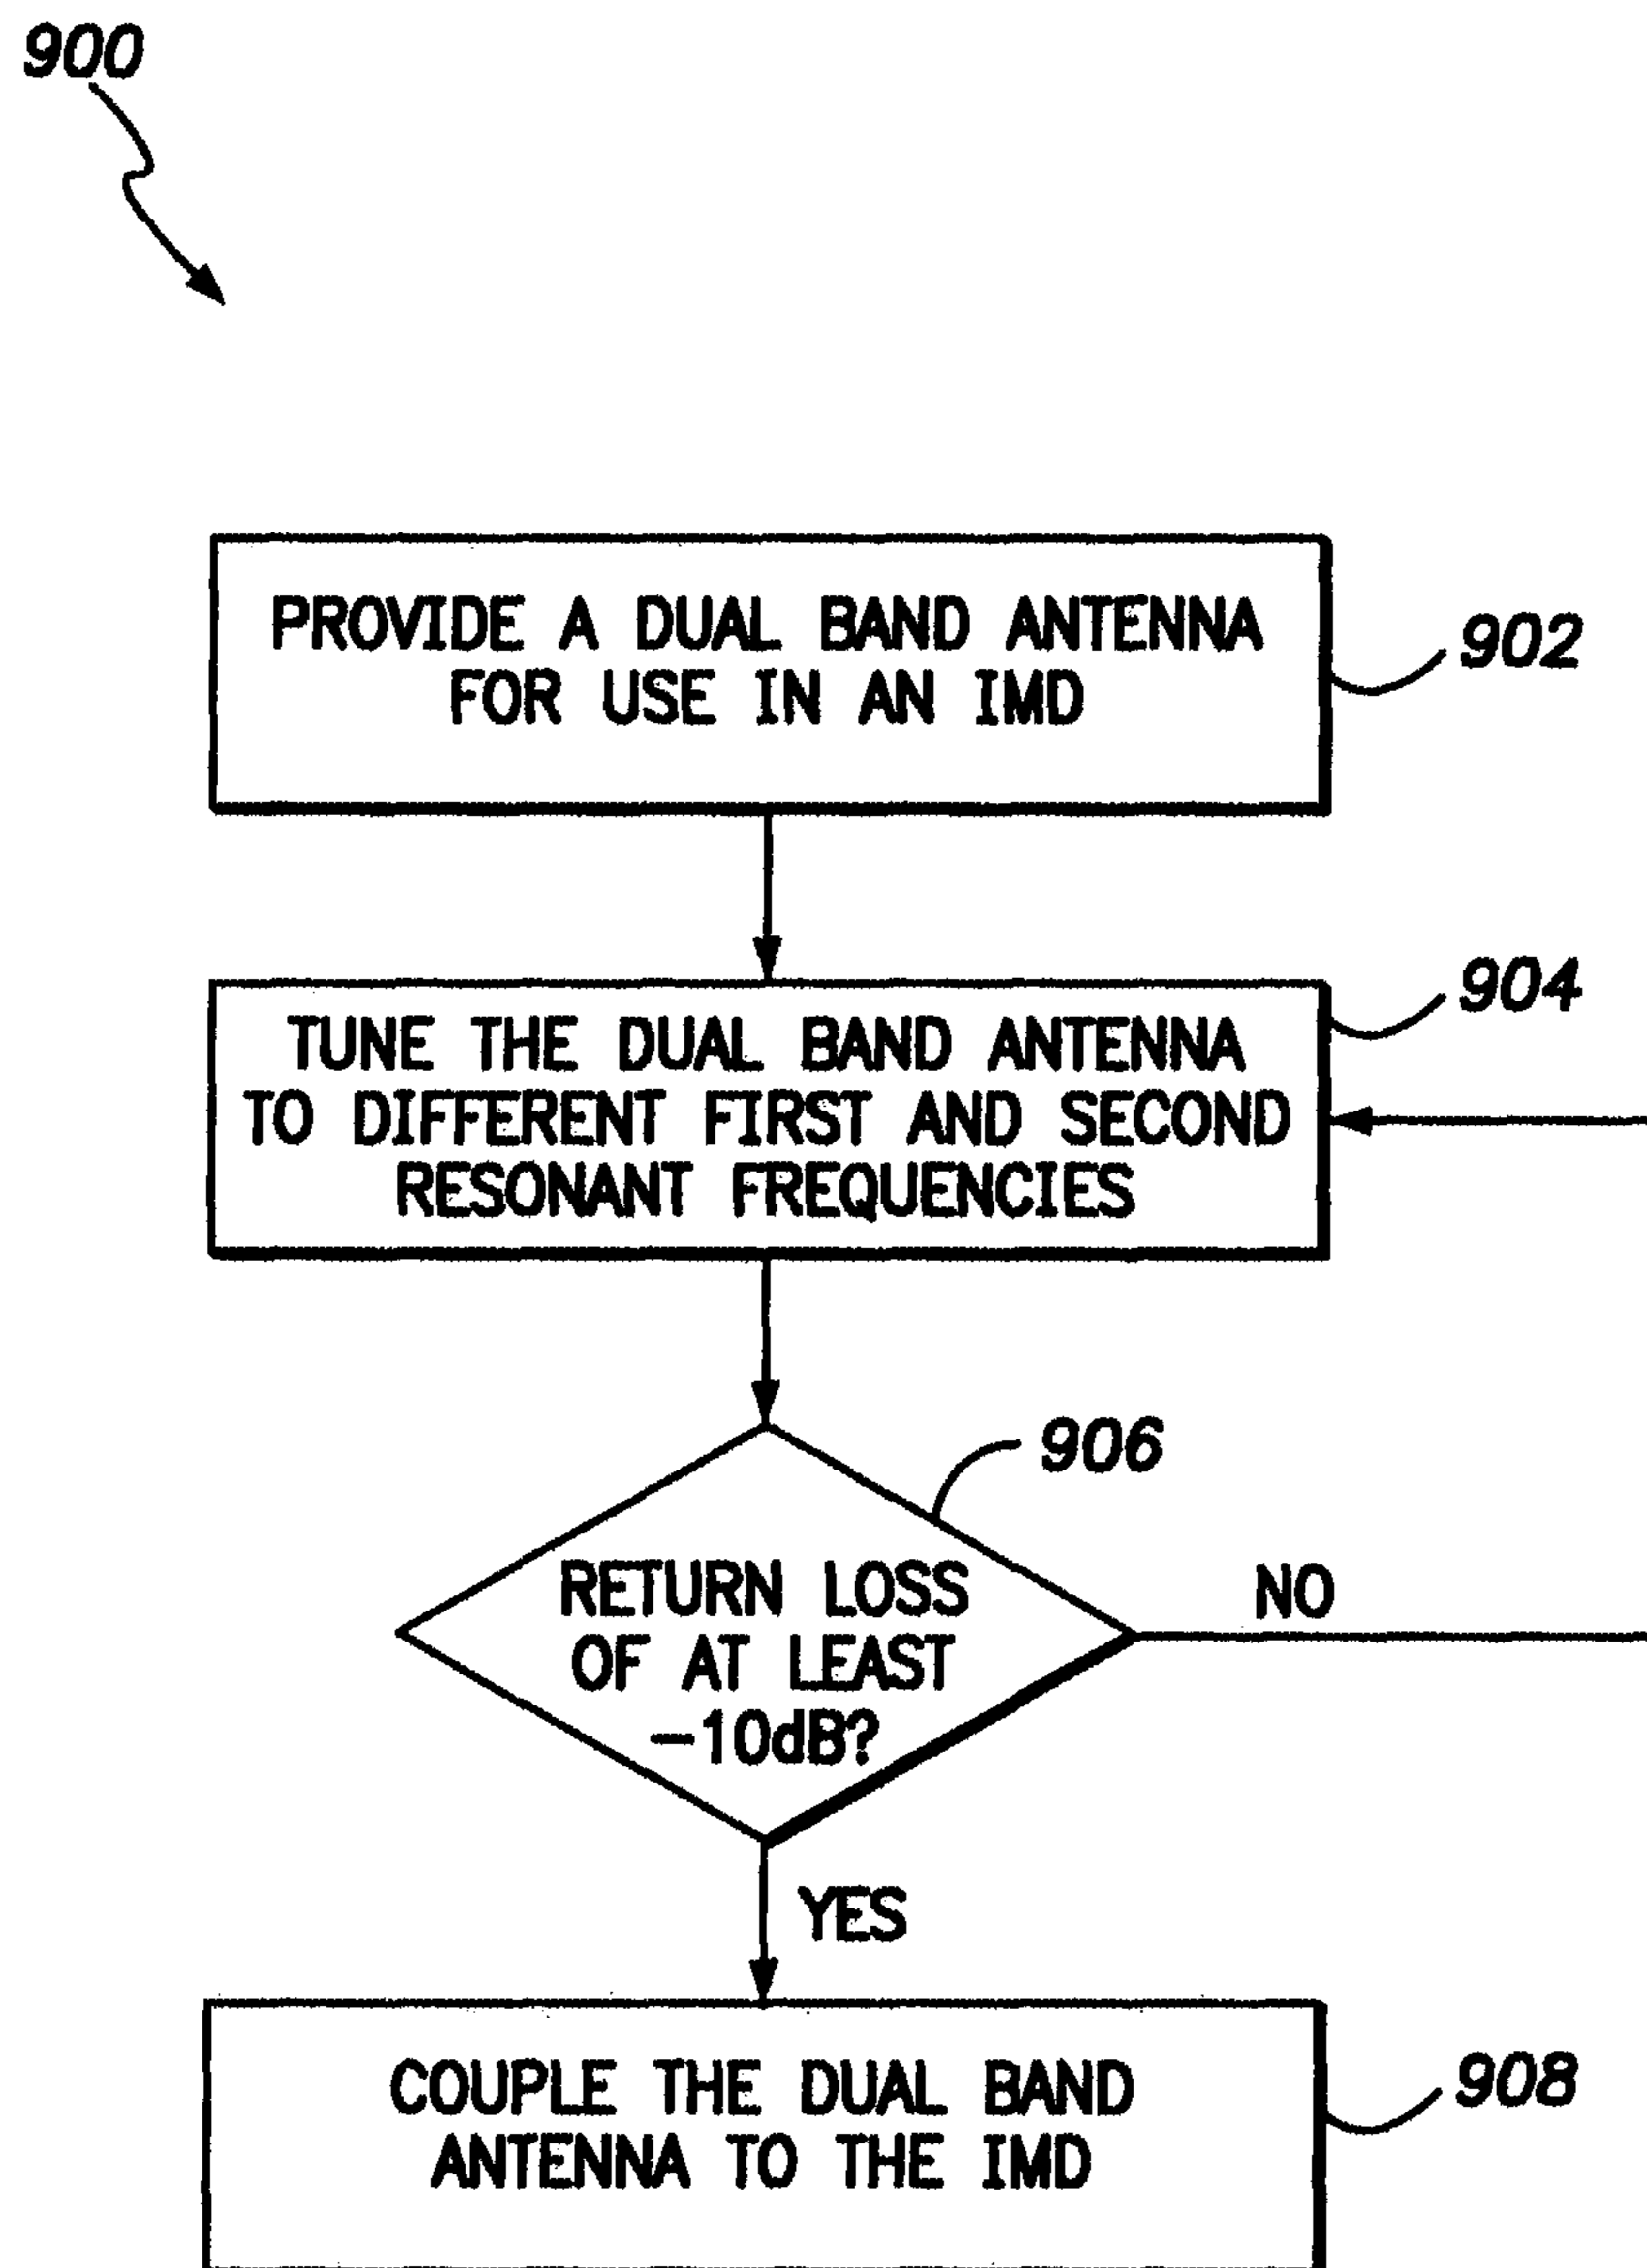 900
PROVIDE A DUAL BAND ANTENNA
FOR USE IN AN IMD
902
TUNE THE DUAL BAND ANTENNA
TO DIFFERENT FIRST AND SECOND
RESONANT FREQUENCIES
904
906
RETURN LOSS
OF AT LEAST
-10dB?
NO
YES
COUPLE THE DUAL BAND
ANTENNA TO THE IMD
908